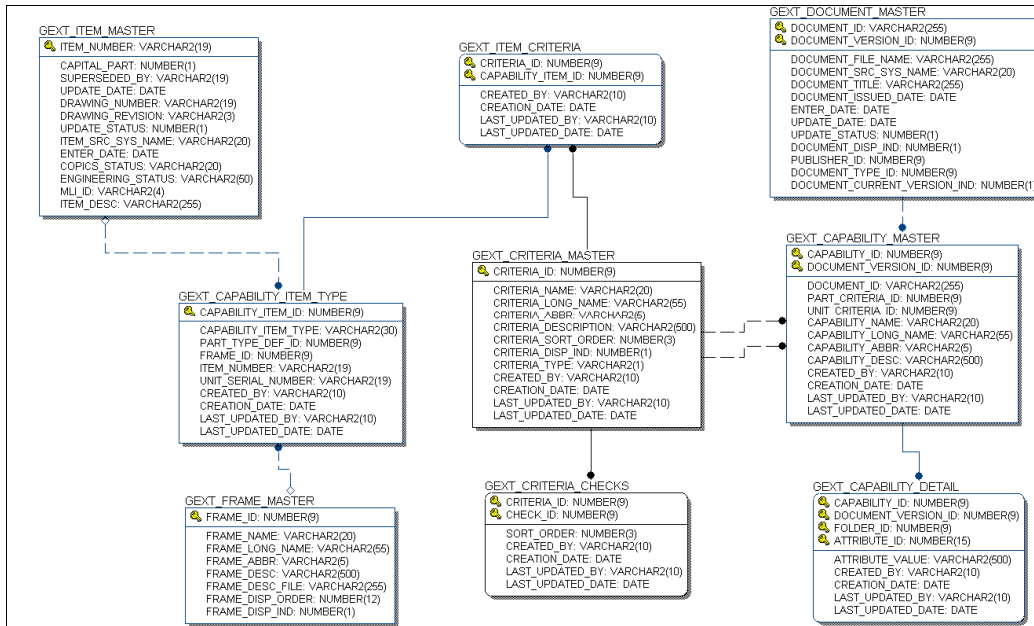 GEXT_ITEM_MASTER
ITEM_NUMBER: VARCHAR2(19)
CAPITAL_PART: NUMBER(1)
SUPERSEDED_BY: VARCHAR2(19)
UPDATE_DATE: DATE
DRAWING_NUMBER: VARCHAR2(19)
DRAWING_REVISION: VARCHAR2(3)
UPDATE_STATUS: NUMBER(1)
ITEM_SRC_SYS_NAME: VARCHAR2(20)
ENTER_DATE: DATE
COPICS_STATUS: VARCHAR2(20)
ENGINEERING_STATUS: VARCHAR2(50)
MLI_ID: VARCHAR2(4)
ITEM_DESC: VARCHAR2(255)
GEXT_ITEM_CRITERIA
CRITERIA_ID: NUMBER(9)
CAPABILITY_ITEM_ID: NUMBER(9)
CREATED_BY: VARCHAR2(10)
CREATION_DATE: DATE
LAST_UPDATED_BY: VARCHAR2(10)
LAST_UPDATED_DATE: DATE
GEXT_DOCUMENT_MASTER
DOCUMENT_ID: VARCHAR2(255)
DOCUMENT_VERSION_ID: NUMBER(9)
DOCUMENT_FILE_NAME: VARCHAR2(255)
DOCUMENT_SRC_SYS_NAME: VARCHAR2(20)
DOCUMENT_TITLE: VARCHAR2(255)
DOCUMENT_ISSUED_DATE: DATE
ENTER_DATE: DATE
UPDATE_DATE: DATE
UPDATE_STATUS: NUMBER(1)
DOCUMENT_DISP_IND: NUMBER(1)
PUBLISHER_ID: NUMBER(9)
DOCUMENT_TYPE_ID: NUMBER(9)
DOCUMENT_CURRENT_VERSION_IND: NUMBER(1)
GEXT_CAPABILITY_ITEM_TYPE
CAPABILITY_ITEM_ID: NUMBER(9)
CAPABILITY_ITEM_TYPE: VARCHAR2(30)
PART_TYPE_DEF_ID: NUMBER(9)
FRAME_ID: NUMBER(9)
ITEM_NUMBER: VARCHAR2(19)
UNIT_SERIAL_NUMBER: VARCHAR2(19)
CREATED_BY: VARCHAR2(10)
CREATION_DATE: DATE
LAST_UPDATED_BY: VARCHAR2(10)
LAST_UPDATED_DATE: DATE
GEXT_CRITERIA_MASTER
CRITERIA_ID: NUMBER(9)
CRITERIA_NAME: VARCHAR2(20)
CRITERIA_LONG_NAME: VARCHAR2(55)
CRITERIA_ABBR: VARCHAR2(5)
CRITERIA_DESCRIPTION: VARCHAR2(500)
CRITERIA_SORT_ORDER: NUMBER(3)
CRITERIA_DISP_IND: NUMBER(1)
CRITERIA_TYPE: VARCHAR2(1)
CREATED_BY: VARCHAR2(10)
CREATION_DATE: DATE
LAST_UPDATED_BY: VARCHAR2(10)
LAST_UPDATED_DATE: DATE
GEXT_CAPABILITY_MASTER
CAPABILITY_ID: NUMBER(9)
DOCUMENT_VERSION_ID: NUMBER(9)
DOCUMENT_ID: VARCHAR2(255)
PART_CRITERIA_ID: NUMBER(9)
UNIT_CRITERIA_ID: NUMBER(9)
CAPABILITY_NAME: VARCHAR2(20)
CAPABILITY_LONG_NAME: VARCHAR2(55)
CAPABILITY_ABBR: VARCHAR2(5)
CAPABILITY_DESC: VARCHAR2(500)
CREATED_BY: VARCHAR2(10)
CREATION_DATE: DATE
LAST_UPDATED_BY: VARCHAR2(10)
LAST_UPDATED_DATE: DATE
GEXT_FRAME_MASTER
FRAME_ID: NUMBER(9)
FRAME_NAME: VARCHAR2(20)
FRAME_LONG_NAME: VARCHAR2(55)
FRAME_ABBR: VARCHAR2(5)
FRAME_DESC: VARCHAR2(500)
FRAME_DESC_FILE: VARCHAR2(255)
FRAME_DISP_ORDER: NUMBER(12)
FRAME_DISP_IND: NUMBER(1)
GEXT_CRITERIA_CHECKS
CRITERIA_ID: NUMBER(9)
CHECK_ID: NUMBER(9)
SORT_ORDER: NUMBER(3)
CREATED_BY: VARCHAR2(10)
CREATION_DATE: DATE
LAST_UPDATED_BY: VARCHAR2(10)
LAST_UPDATED_DATE: DATE
GEXT_CAPABILITY_DETAIL
CAPABILITY_ID: NUMBER(9)
DOCUMENT_VERSION_ID: NUMBER(9)
FOLDER_ID: NUMBER(9)
ATTRIBUTE_ID: NUMBER(15)
ATTRIBUTE_VALUE: VARCHAR2(500)
CREATED_BY: VARCHAR2(10)
CREATION_DATE: DATE
LAST_UPDATED_BY: VARCHAR2(10)
LAST_UPDATED_DATE: DATE